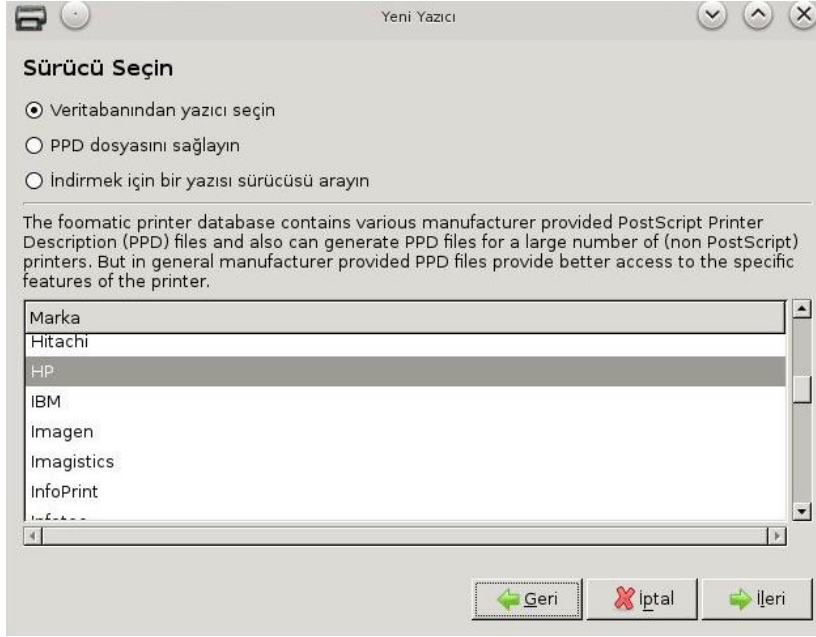 Yeni Yazıcı
Sürücü Seçin
Veritabanından yazıcı seçin
PPD dosyasını sağlayın
İndirmek için bir yazısı sürücüsü arayın
The foomatic printer database contains various manufacturer provided PostScript Printer
Description (PPD) files and also can generate PPD files for a large number of (non PostScript)
printers. But in general manufacturer provided PPD files provide better access to the specific
features of the printer.
Marka
Hitachi
HP
IBM
Imagen
Imagistics
InfoPrint
Geri
İptal
İleri